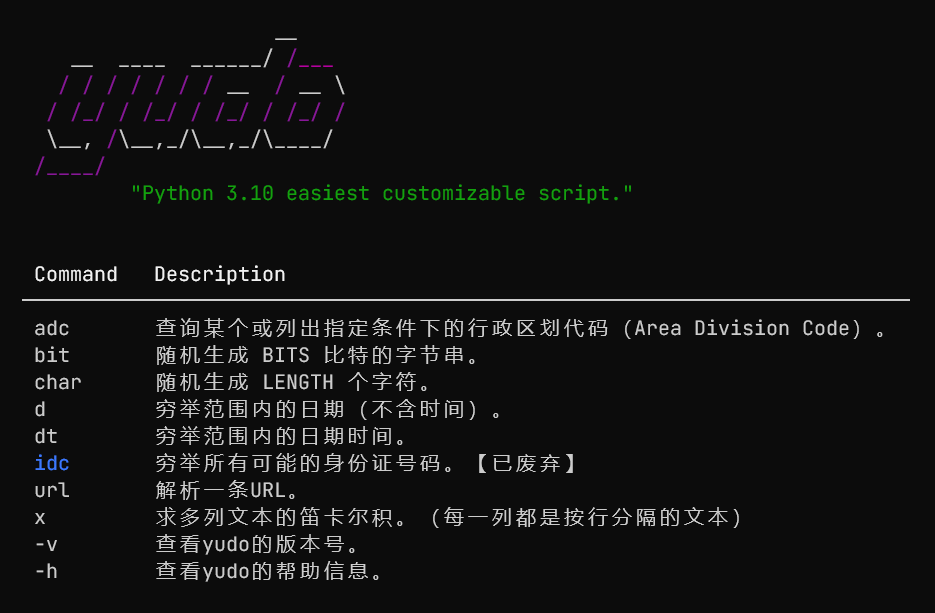 yudo
"Python 3.10 easiest customizable script."
Command Description
adc 查询某个或列出指定条件下的行政区划代码（Area Division Code）。
bit 随机生成 BITS 比特的字节串。
char 随机生成 LENGTH 个字符。
d 穷举范围内的日期（不含时间）。
dt 穷举范围内的日期时间。
idc 穷举所有可能的身份证号码。【已废弃】
url 解析一条URL。
x 求多列文本的笛卡尔积。（每一列都是按行分隔的文本）
-v 查看yudo的版本号。
-h 查看yudo的帮助信息。